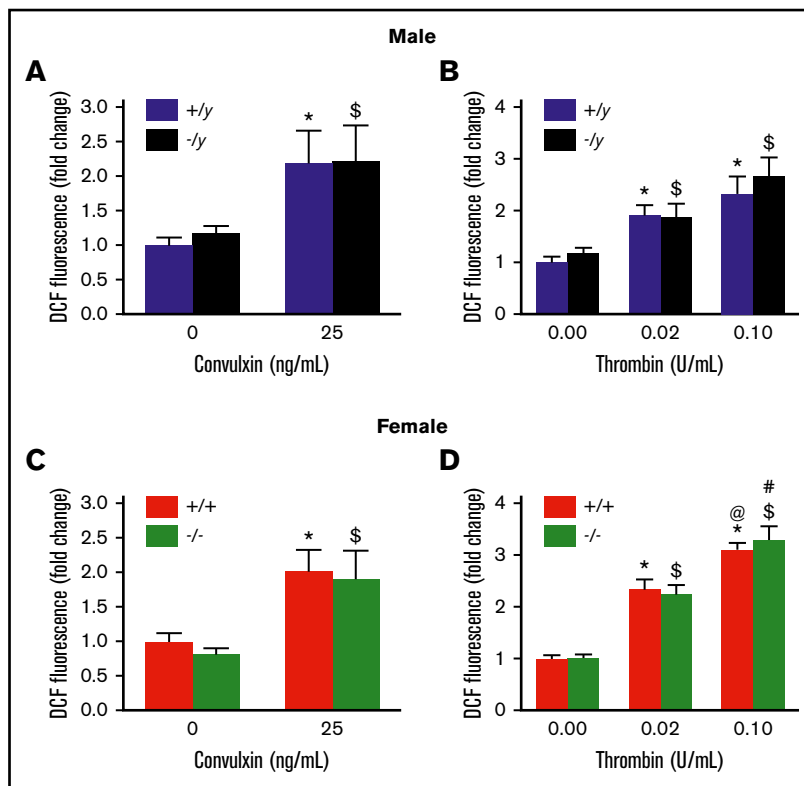 Male
A
DCF fluorescence (fold change)
3.0
2.5
2.0
1.5
1.0
0.5
0.0
+/y
-/y
*
$
0
25
Convulxin (ng/mL)
B
DCF fluorescence (fold change)
4
3
2
1
0
+/y
-/y
*
$
*
$
0.00
0.02
0.10
Thrombin (U/mL)
Female
C
DCF fluorescence (fold change)
3.0
2.5
2.0
1.5
1.0
0.5
0.0
+/+
-/-
*
$
0
25
Convulxin (ng/mL)
D
DCF fluorescence (fold change)
4
3
2
1
0
+/+
-/-
*
$
@
*
#
$
0.00
0.02
0.10
Thrombin (U/mL)